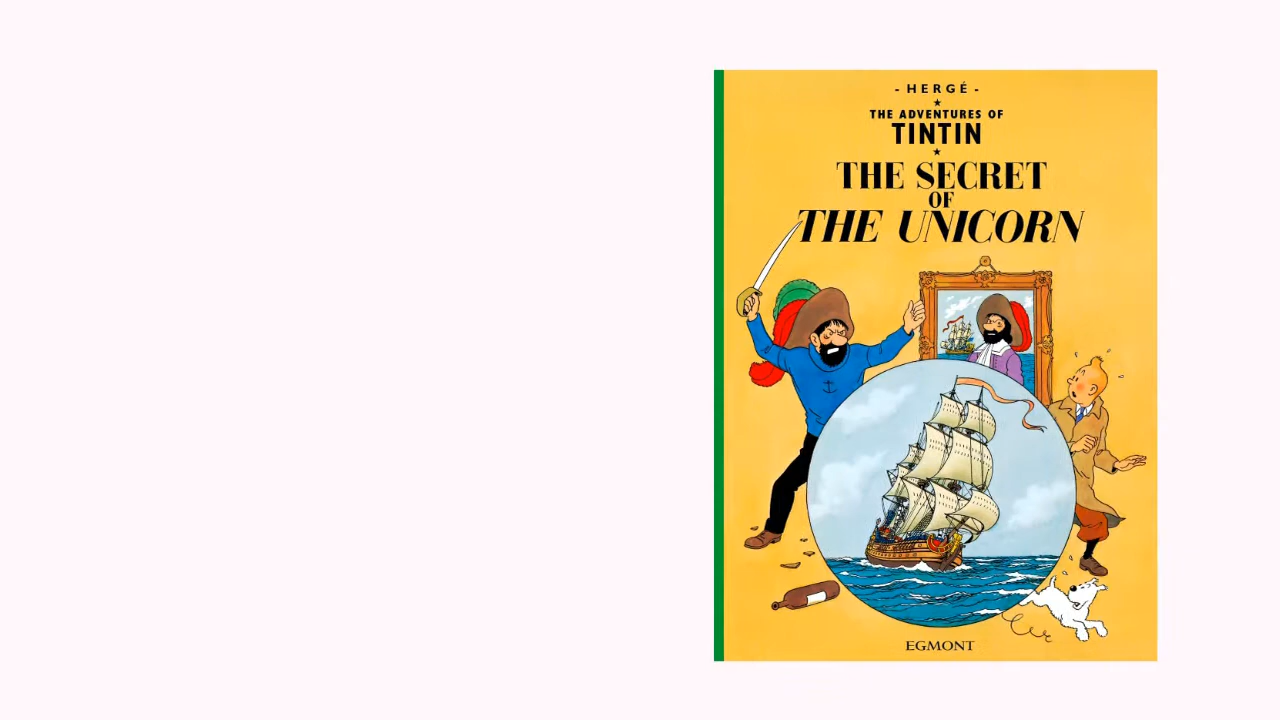 - HERGÉ -
THE ADVENTURES OF
TINTIN
THE SECRET
OF
THE UNICORN
EGMONT